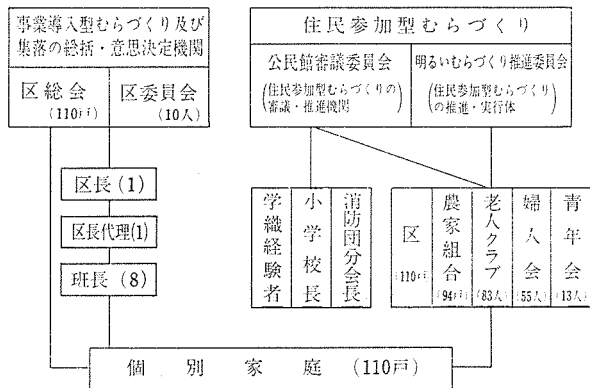 事業導入型むらづくり及び
集落の総括・意思決定機関
区総会
(110戸)
区委員会
(10人)
区長(1)
区長代理(1)
班長(8)
住民参加型むらづくり
公民館審議委員会
(住民参加型むらづくりの
審議・推進機関)
明るいむらづくり推進委員会
(住民参加型むらづくり
の推進・実行体)
学織経験者
小学校長
消防団分会長
区
(110戸)
農家組合
(94戸)
老人クラブ
(83人)
婦人会
(55人)
青年会
(13人)
個別家庭(110戸)